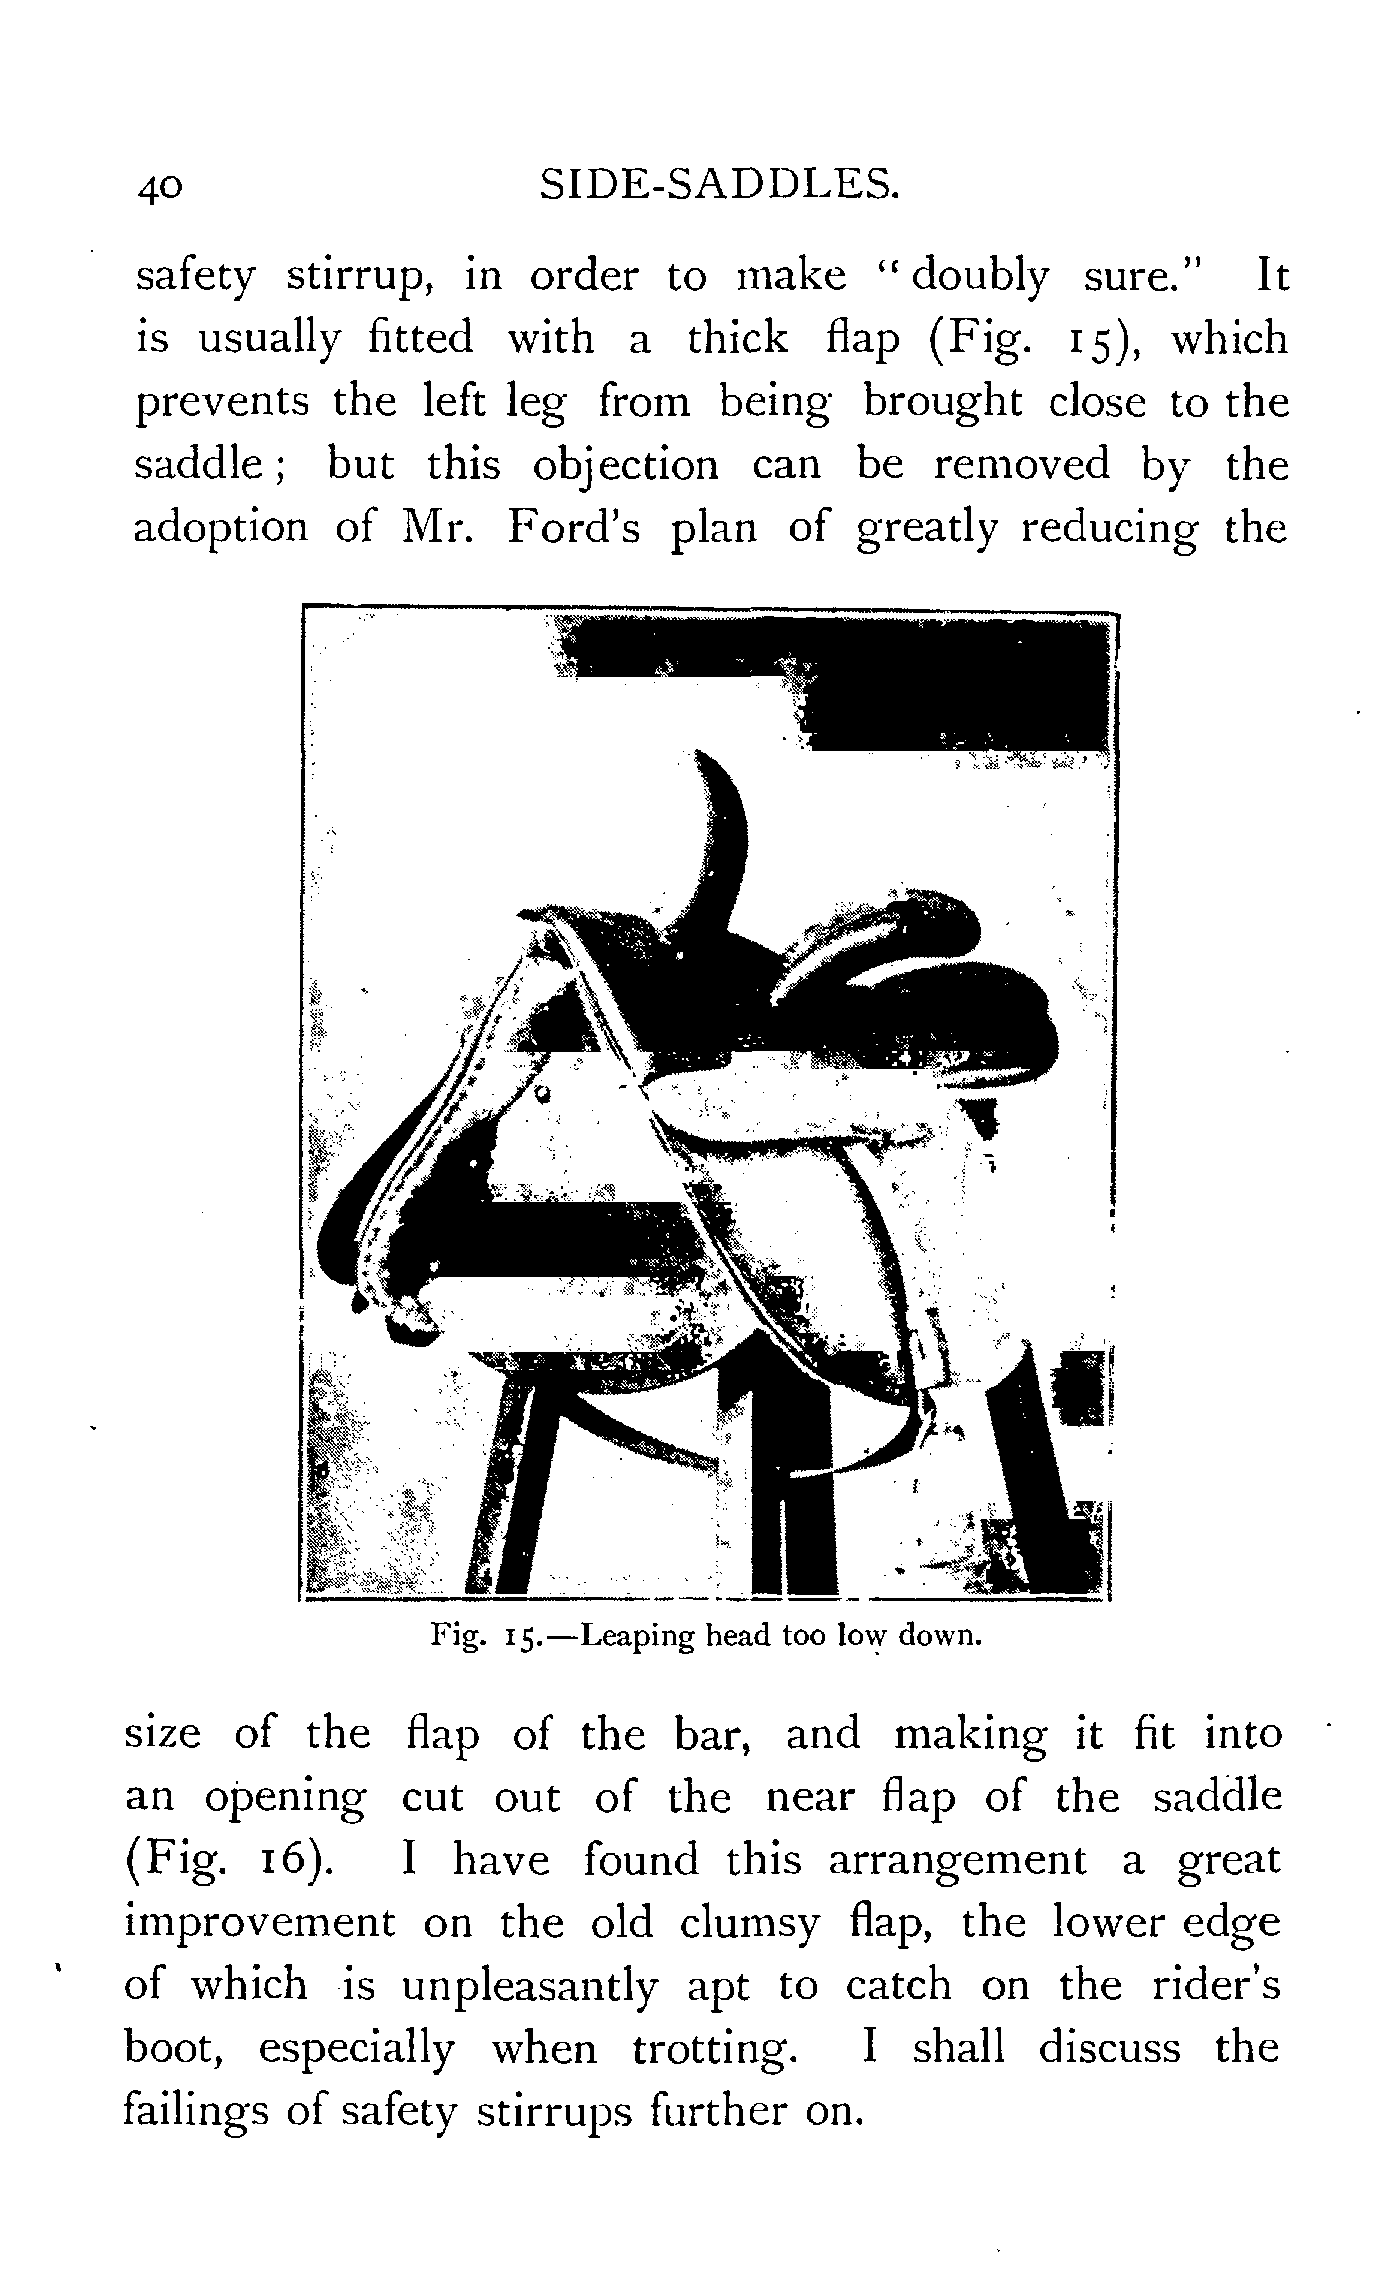 40 SIDE-SADDLES.
safety stirrup, in order to make “doubly sure.” It
is usually fitted with a thick flap (Fig. 15), which
prevents the left leg from being brought close to the
saddle; but this objection can be removed by the
adoption of Mr. Ford's plan of greatly reducing the
Fig. 15.—Leaping head too low down.
size of the flap of the bar, and making it fit into
an opening cut out of the near flap of the saddle
(Fig. 16). I have found this arrangement a great
improvement on the old clumsy flap, the lower edge
of which is unpleasantly apt to catch on the rider's
boot, especially when trotting. I shall discuss the
failings of safety stirrups further on.